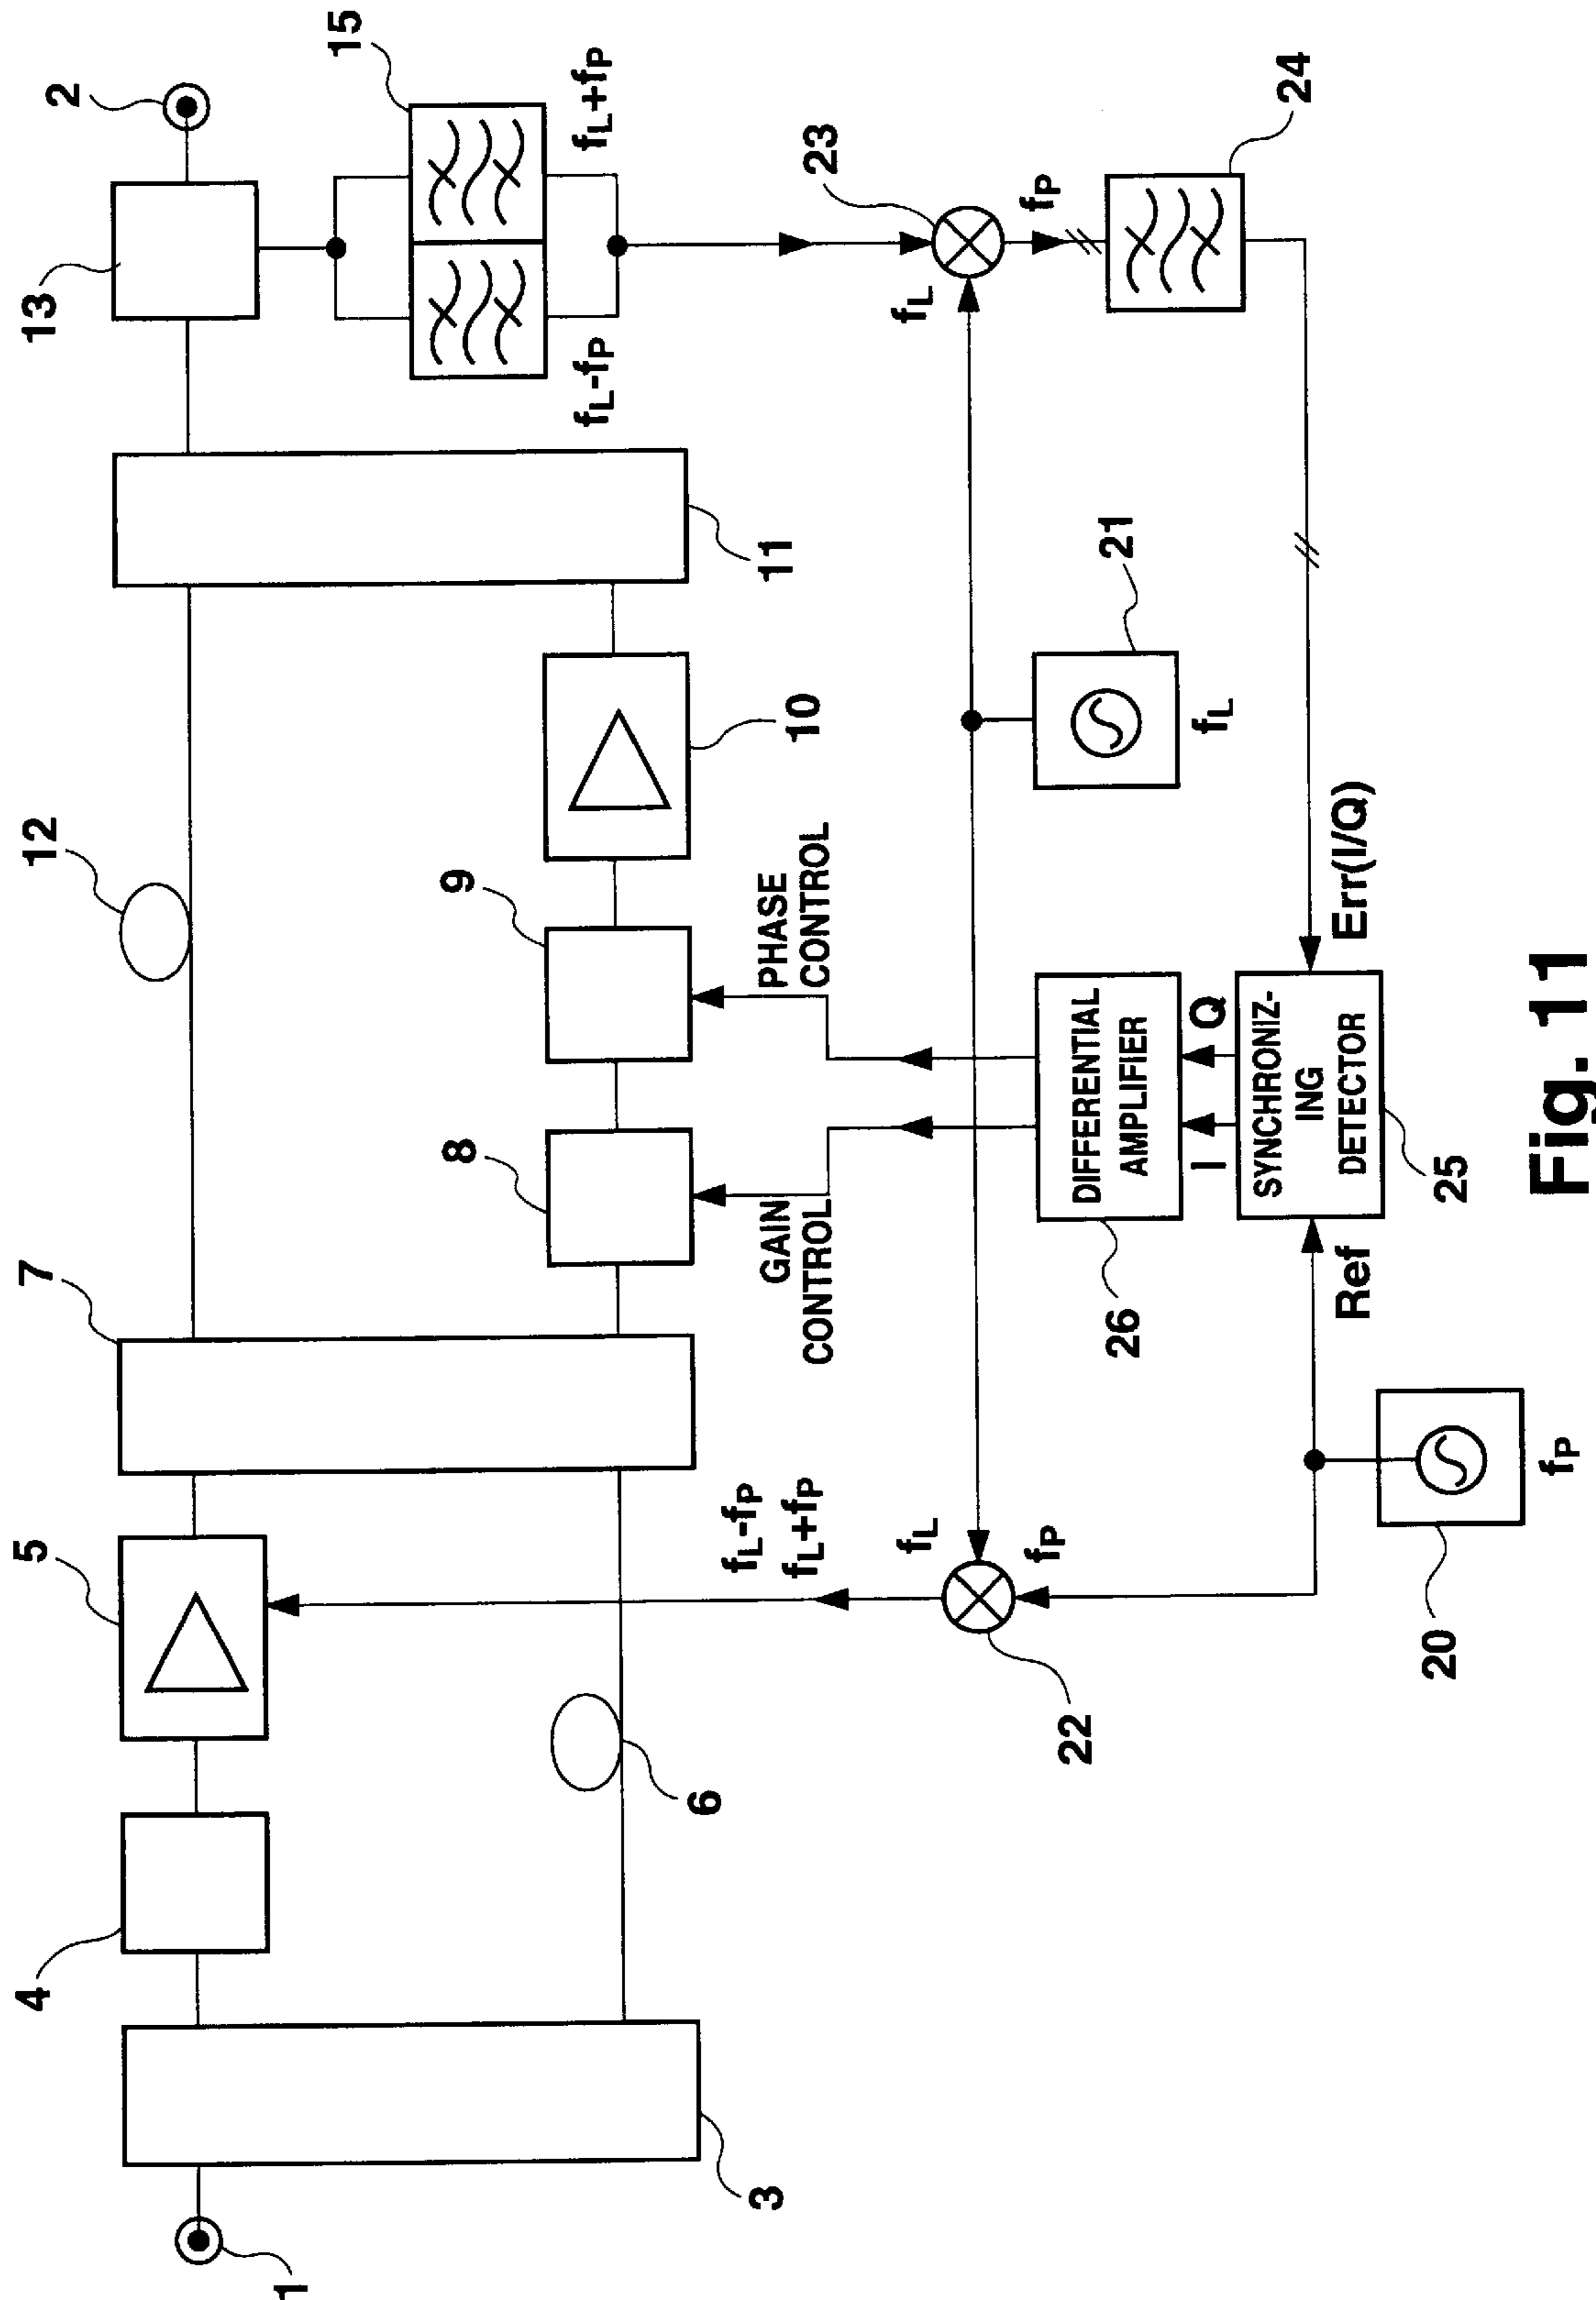 1
3
4
5
6
7
12
8
9
10
11
13
2
15
fL-fP
fL+fP
fL-fP
fL+fP
GAIN
CONTROL
PHASE
CONTROL
fL
fP
22
fL
23
fP
24
21
fL
DIFFERENTIAL
AMPLIFIER
26
I
Q
SYNCHRONIZ-
ING
DETECTOR
25
Ref
Err(I/Q)
20
fP
Fig. 11